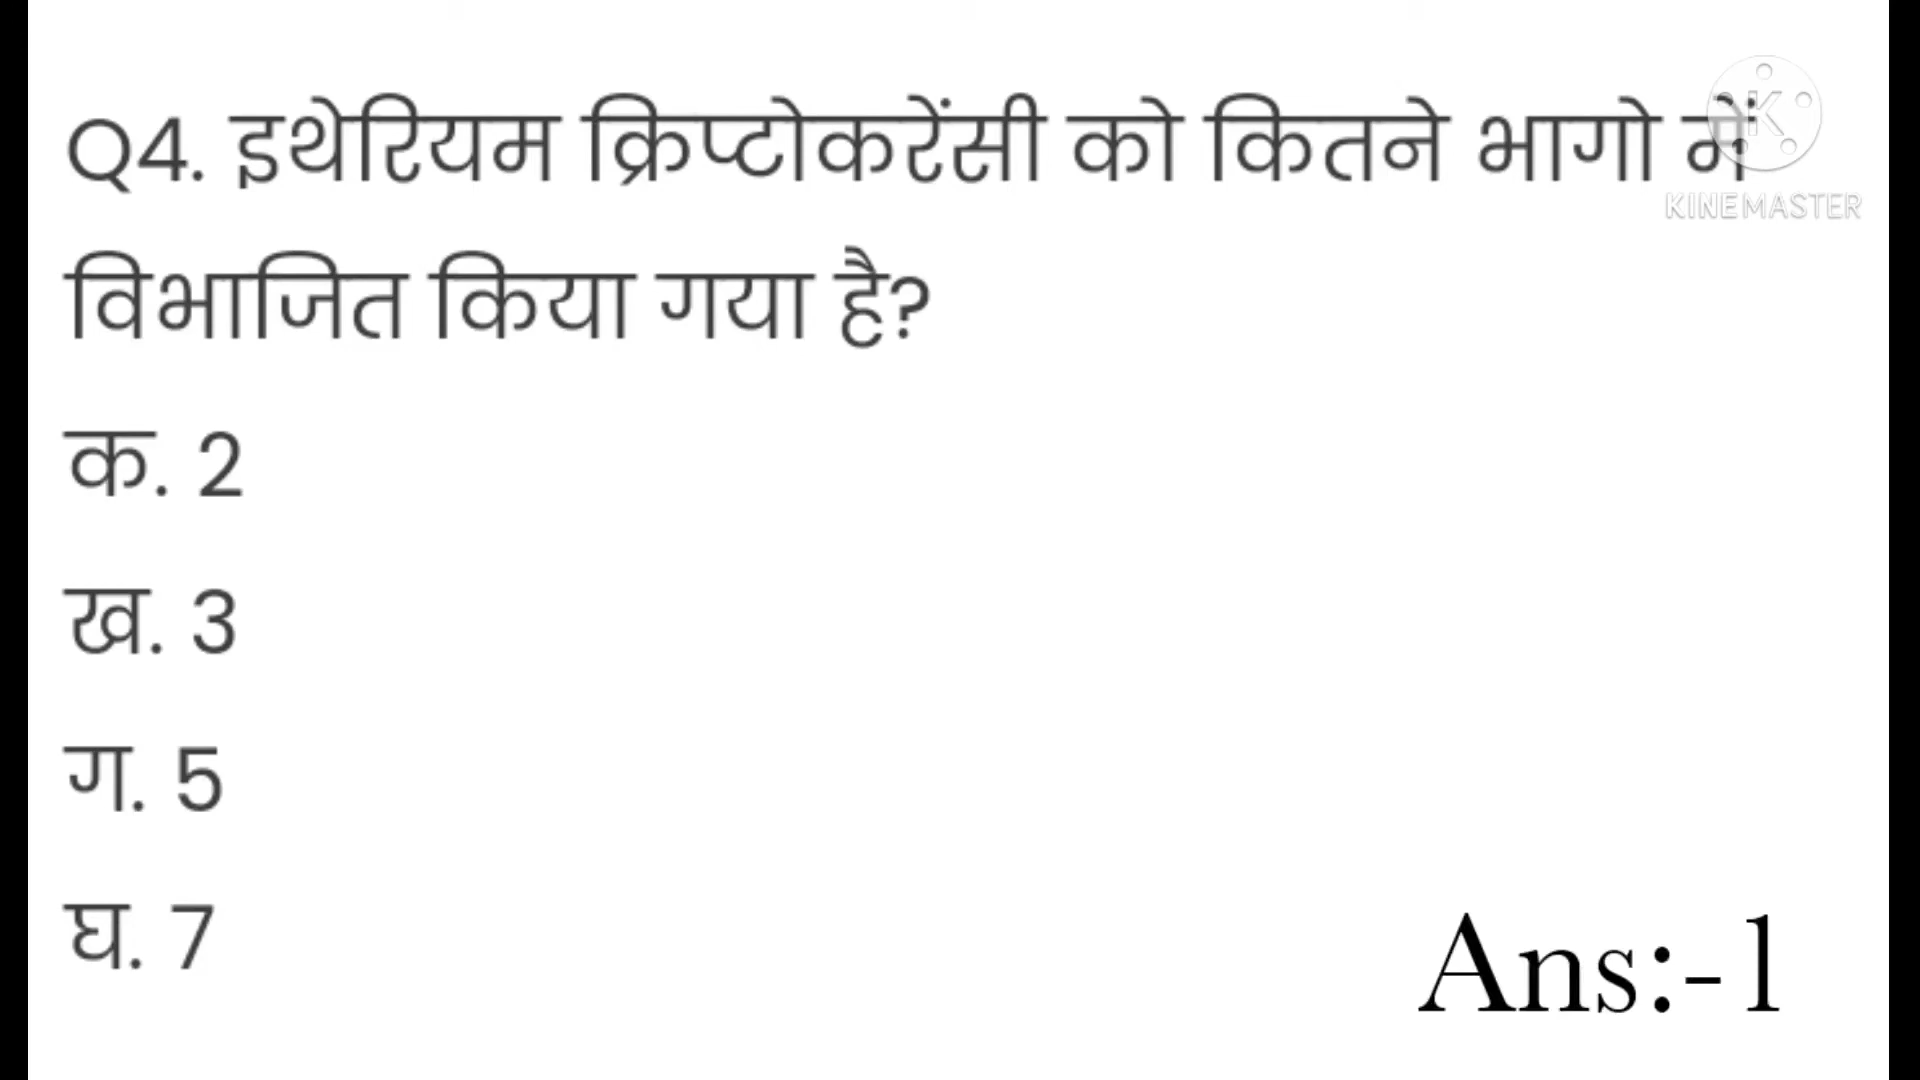 Q4. इथेरियम क्रिप्टोकरेंसी को कितने भागो में
KINEMASTER
विभाजित किया गया है?
क. 2
ख. 3
ग. 5
घ. 7
Ans:-1